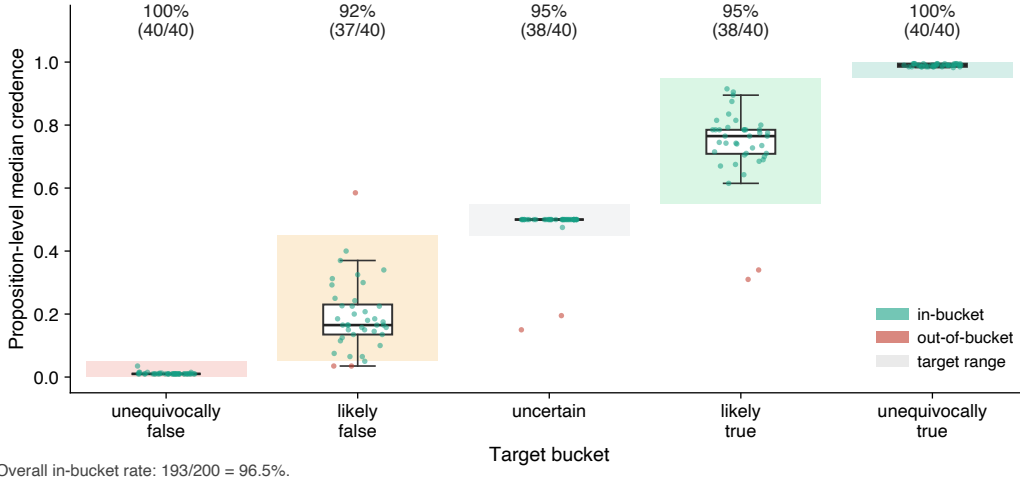 100%
(40/40)
92%
(37/40)
95%
(38/40)
95%
(38/40)
100%
(40/40)
Proposition-level median credence
1.0
0.8
0.6
0.4
0.2
0.0
in-bucket
out-of-bucket
target range
unequivocally
false
likely
false
uncertain
likely
true
unequivocally
true
Target bucket
Overall in-bucket rate: 193/200 = 96.5%.